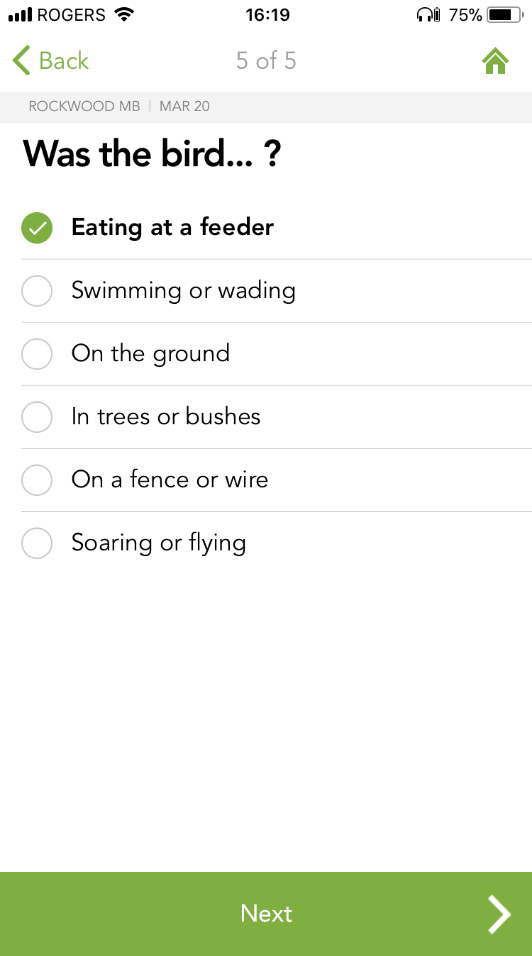 ROGERS 16:19 75%
Back 5 of 5
ROCKWOOD MB | MAR 20
Was the bird... ?
Eating at a feeder
Swimming or wading
On the ground
In trees or bushes
On a fence or wire
Soaring or flying
Next